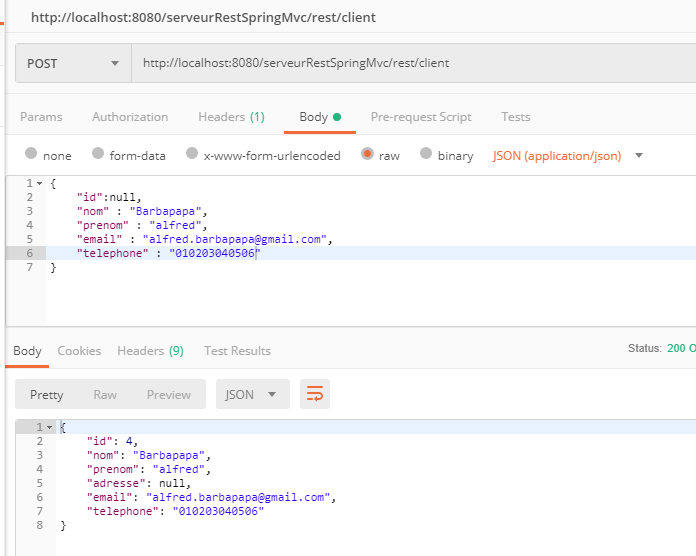 http://localhost:8080/serveurRestSpringMvc/rest/client
POST http://localhost:8080/serveurRestSpringMvc/rest/client
Params Authorization Headers (1) Body Pre-request Script Tests
none form-data x-www-form-urlencoded raw binary JSON (application/json)
1 {
2 "id":null,
3 "nom" : "Barbapapa",
4 "prenom" : "alfred",
5 "email" : "alfred.barbapapa@gmail.com",
6 "telephone" : "010203040506"
7 }
Body Cookies Headers (9) Test Results Status: 200 O
Pretty Raw Preview JSON
1 {
2 "id": 4,
3 "nom": "Barbapapa",
4 "prenom": "alfred",
5 "adresse": null,
6 "email": "alfred.barbapapa@gmail.com",
7 "telephone": "010203040506"
8 }